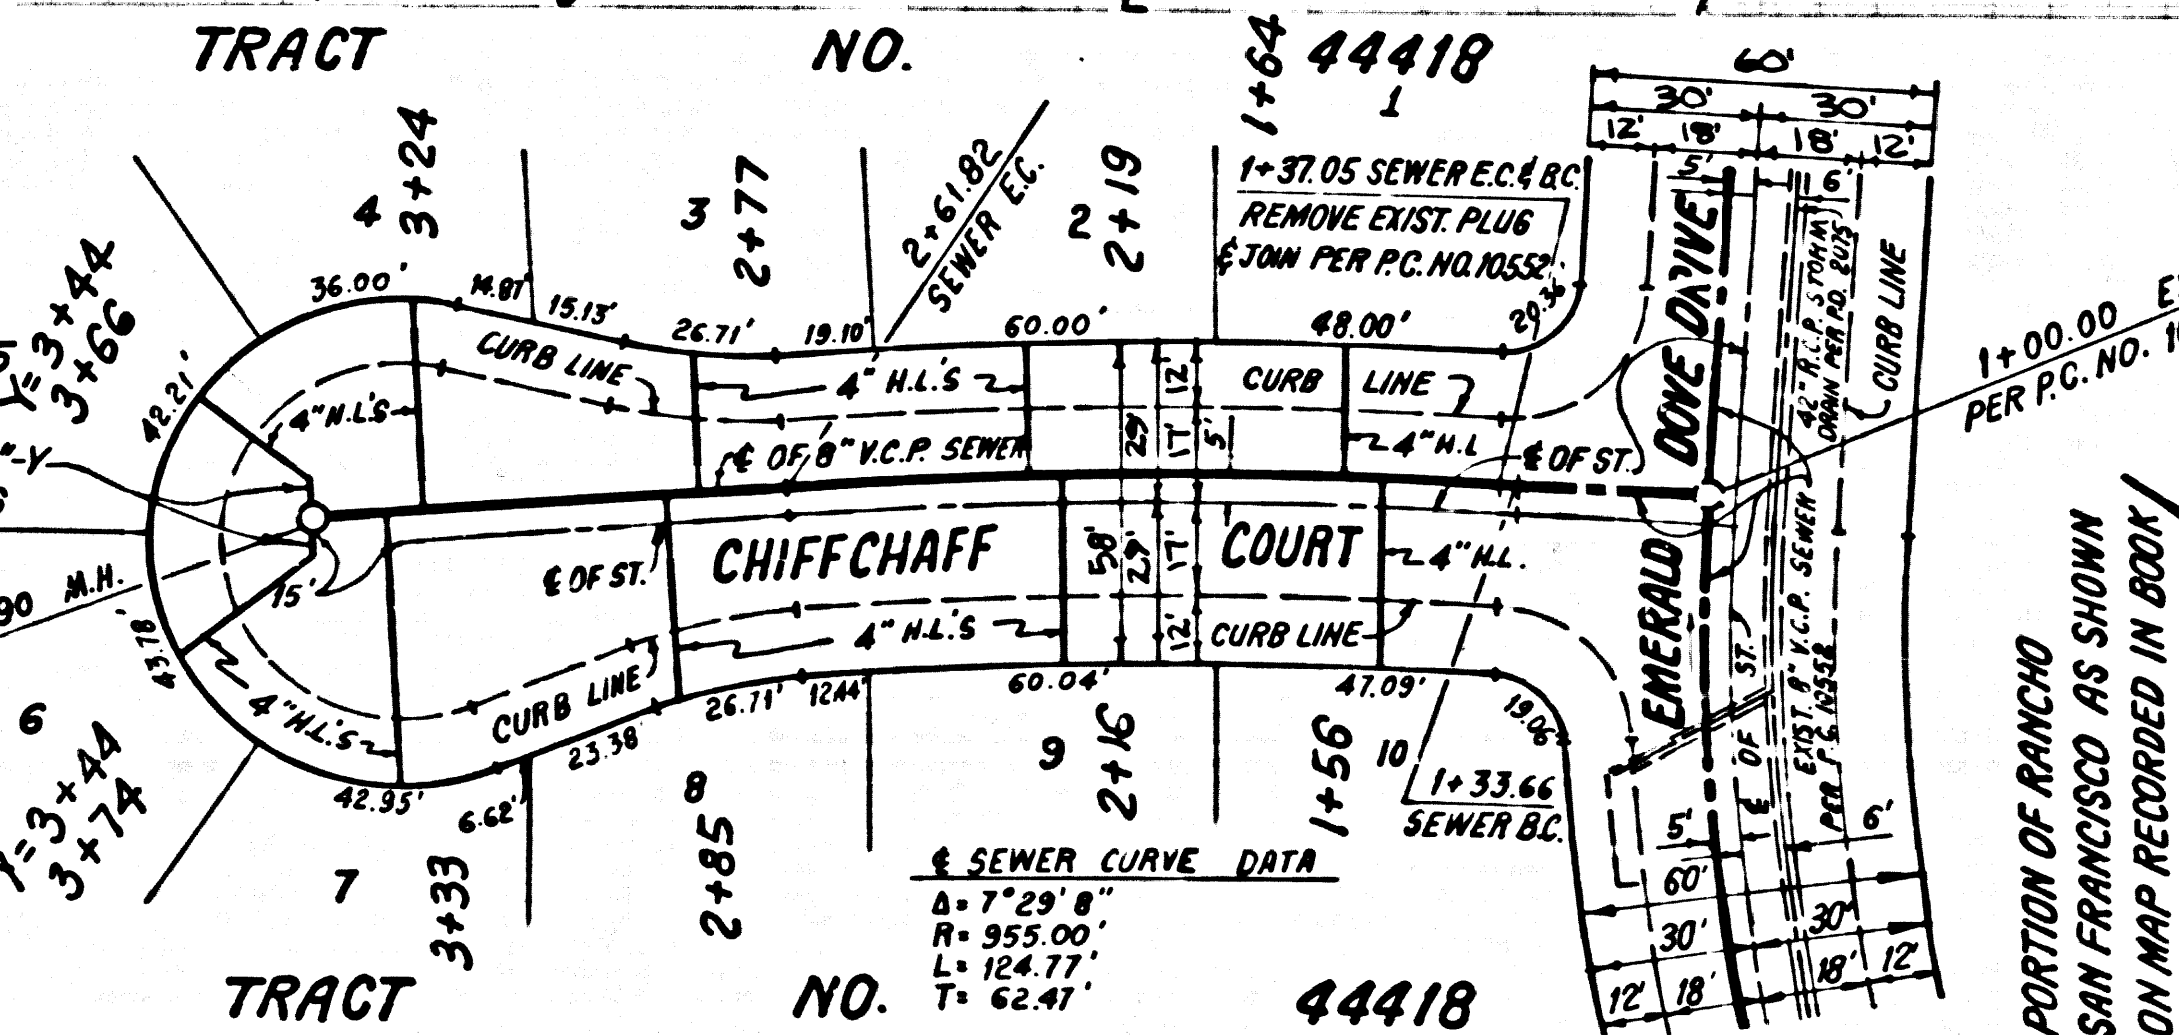 TRACT NO. 44418
1
60'
30' 30'
12' 18' 18' 12'
5' 6'
1+64
1+37.05 SEWER E.C. & B.C.
REMOVE EXIST. PLUG
& JOIN PER P.C. NO. 10552
4
3+24
3
2+77
2+61.82
SEWER E.C.
2
2+19
Y=3+44
3+66
36.00'
14.87'
15.13'
26.71'
19.10'
60.00'
48.00'
29.36'
42.21'
CURB LINE
4" H.L.'S
12'
CURB LINE
4" H.L.'S
℄ OF 8" V.C.P. SEWER
29'
17'
5'
4" H.L
℄ OF ST.
"-Y
DOVE DRIVE
42" R.C.P. STORM
DRAIN PER P.D. 2075
CURB LINE
1+00.00
PER P.C. NO.
CHIFFCHAFF COURT
58'
29'
17'
12'
4" H.L.
℄ OF ST.
15'
90 M.H.
43.78'
4" H.L.'S
CURB LINE
4" H.L.'S
CURB LINE
EMERALD
℄ OF ST.
EXIST. 8" V.C.P. SEWER
PER P.C. 10552
6
Y=3+44
3+74
42.95'
6.62'
23.38'
26.71'
12.44'
60.04'
47.09'
19.06'
7
3+33
8
2+85
9
2+16
1+56
10
1+33.66
SEWER B.C.
5' 6'
60'
30' 30'
12' 18' 18' 12'
℄ SEWER CURVE DATA
Δ= 7°29'8"
R= 955.00'
L= 124.77'
T= 62.47'
TRACT NO. 44418
PORTION OF RANCHO
SAN FRANCISCO AS SHOWN
ON MAP RECORDED IN BOOK 1